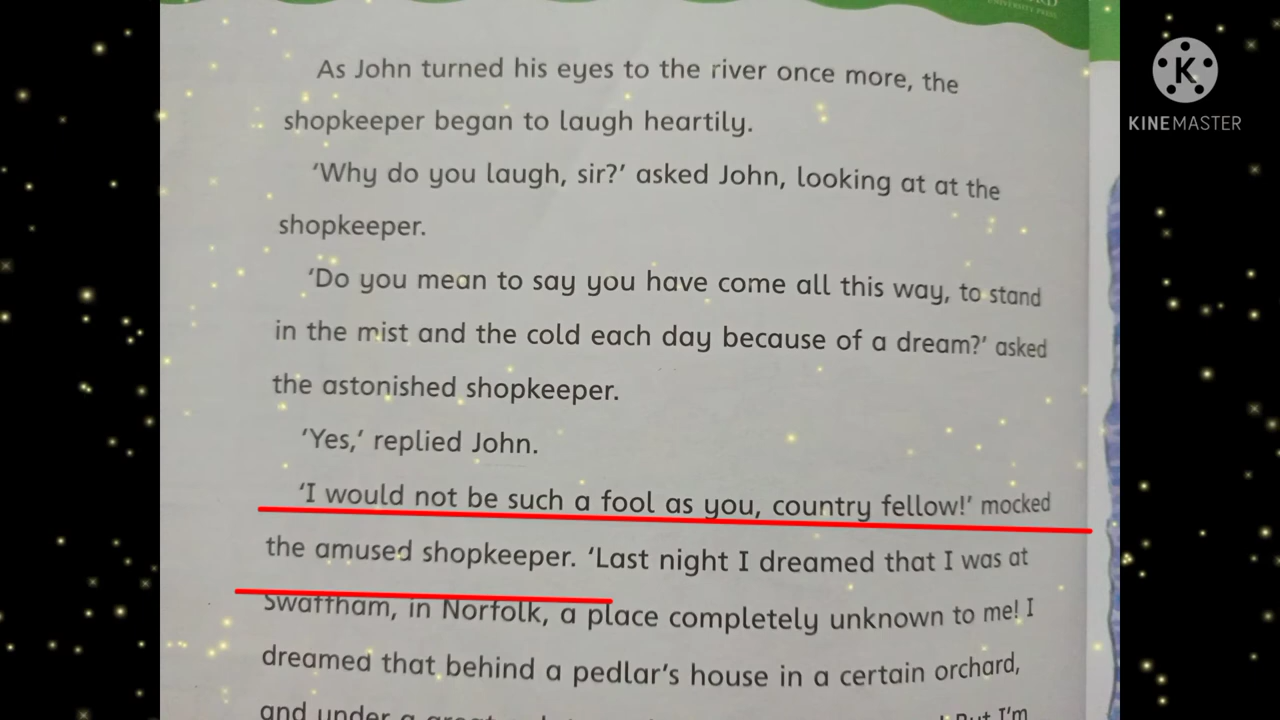 UNIVERSITY PRESS
As John turned his eyes to the river once more, the
shopkeeper began to laugh heartily.
'Why do you laugh, sir?' asked John, looking at at the
shopkeeper.
'Do you mean to say you have come all this way, to stand
in the mist and the cold each day because of a dream?' asked
the astonished shopkeeper.
'Yes,' replied John.
'I would not be such a fool as you, country fellow!' mocked
the amused shopkeeper. 'Last night I dreamed that I was at
Swaffham, in Norfolk, a place completely unknown to me! I
dreamed that behind a pedlar's house in a certain orchard,
and under a I'm
K
KINEMASTER